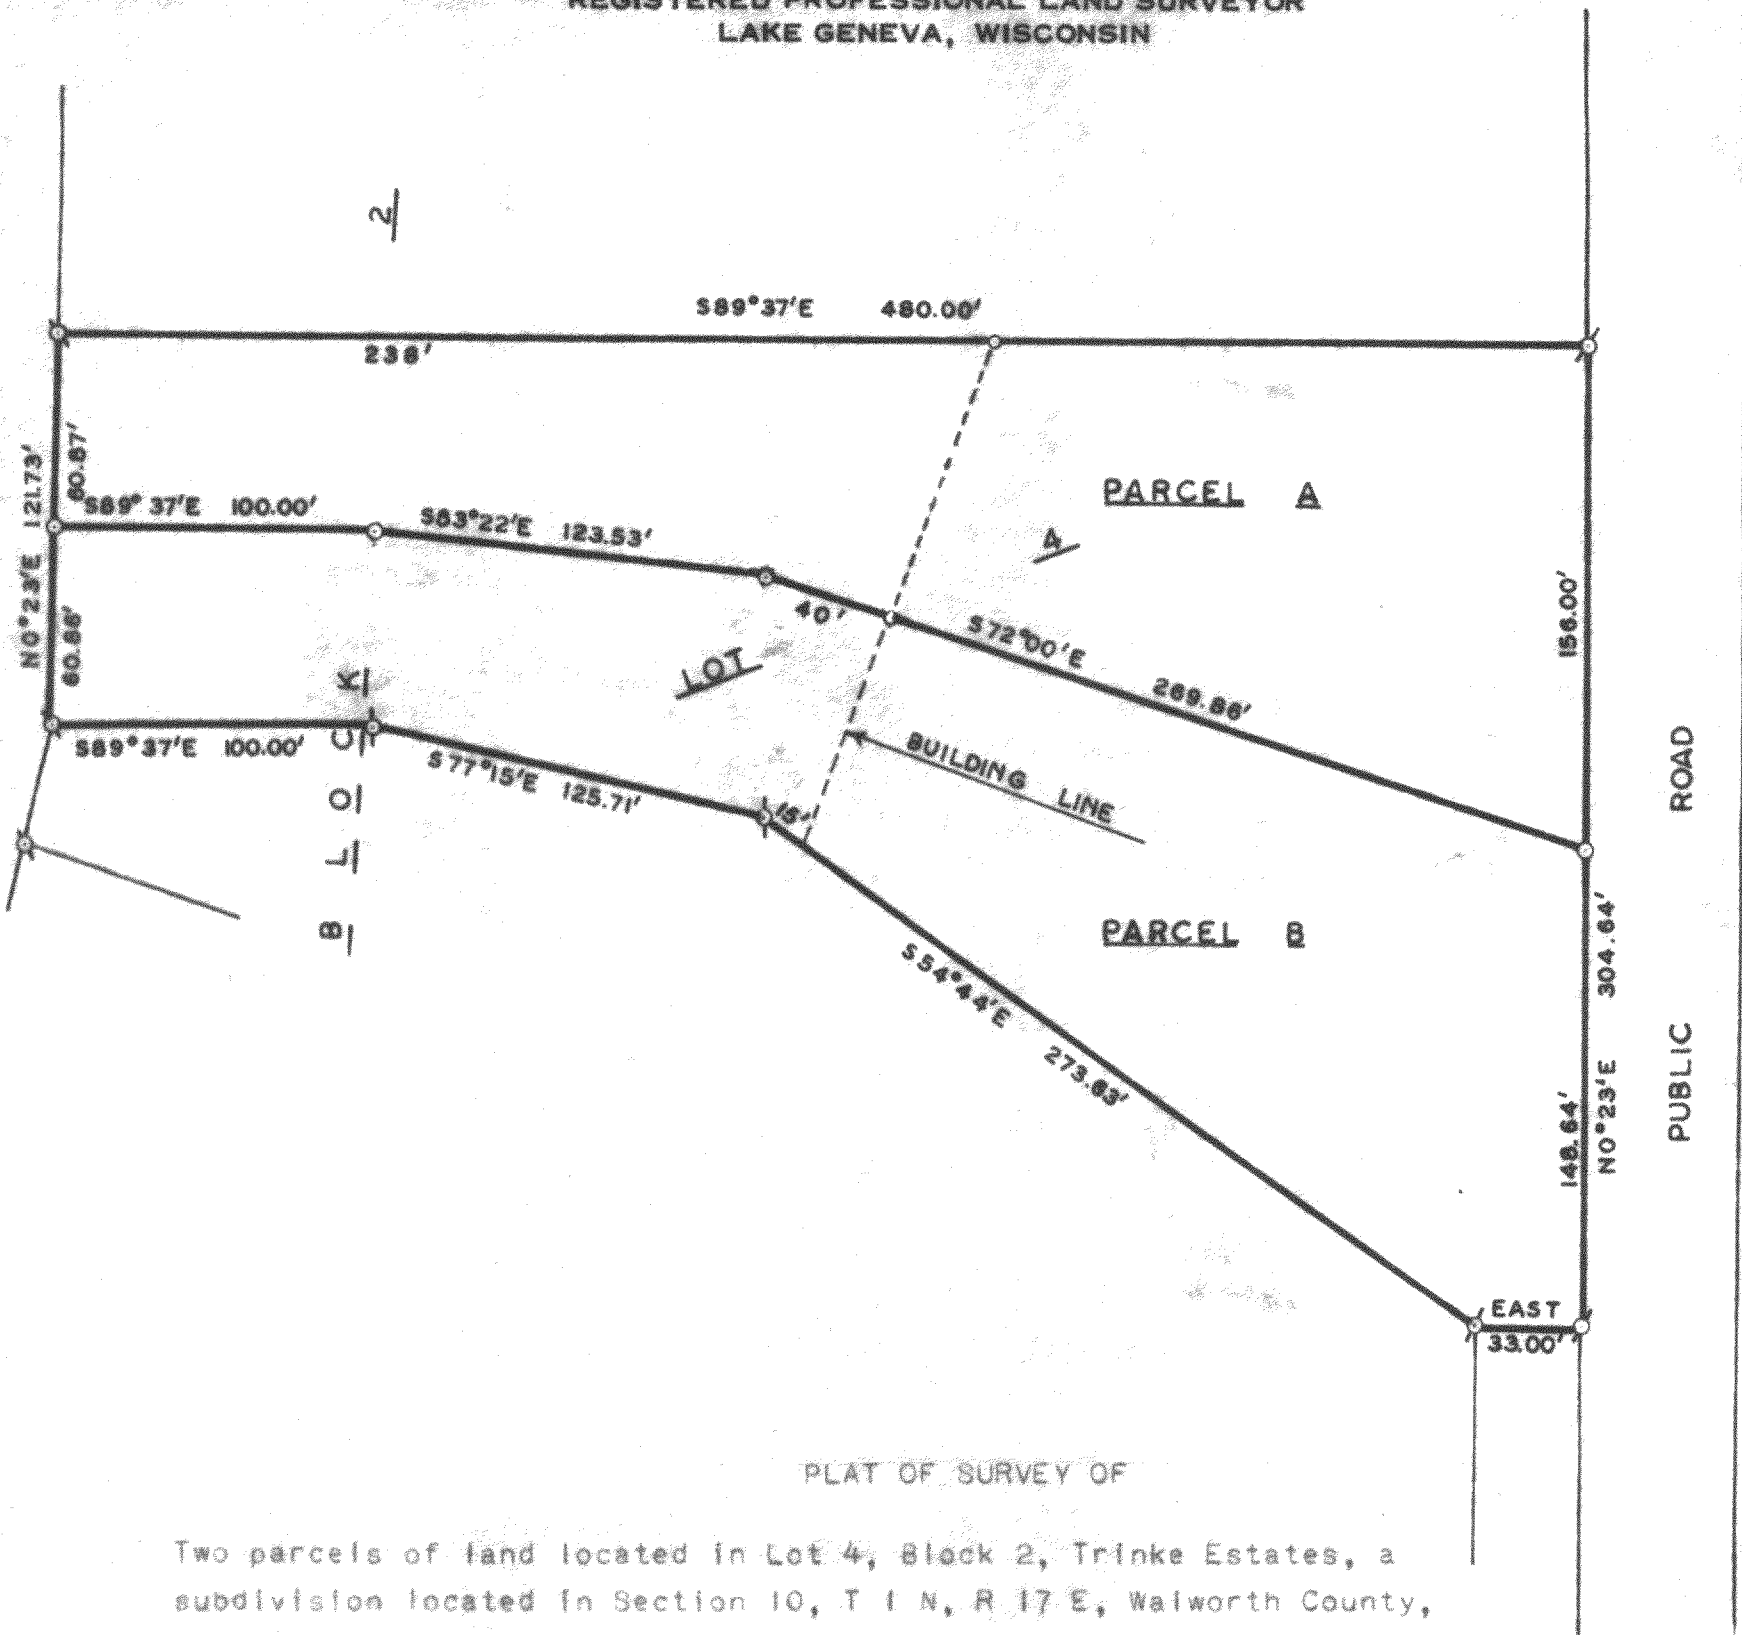 REGISTERED PROFESSIONAL LAND SURVEYOR
LAKE GENEVA, WISCONSIN
2
S89°37'E 480.00'
236'
N0°23'E 121.73'
60.87'
S89°37'E 100.00'
S83°22'E 123.53'
PARCEL A
4
40'
S72°00'E
269.86'
156.00'
LOT
60.86'
BLOCK
S89°37'E 100.00'
S77°15'E 125.71'
15'
BUILDING LINE
PUBLIC ROAD
PARCEL B
N0°23'E 304.64'
S54°44'E
273.63'
148.64'
EAST
33.00'
PLAT OF SURVEY OF
Two parcels of land located in Lot 4, Block 2, Trinke Estates, a
subdivision located in Section 10, T 1 N, R 17 E, Walworth County,